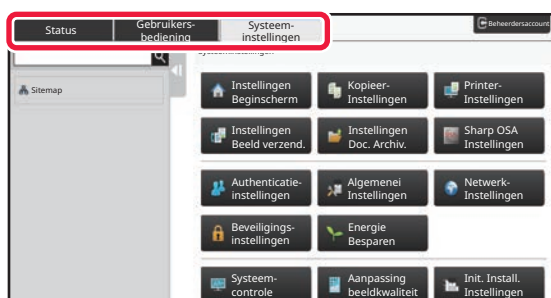 Status
Gebruikers-
bediening
Systeem-
instellingen
Beheerdersaccount
Sitemap
Instellingen
Beginscherm
Kopieer-
Instellingen
Printer-
Instellingen
Instellingen
Beeld verzend.
Instellingen
Doc. Archiv.
Sharp OSA
Instellingen
Authenticatie-
instellingen
Algemenei
Instellingen
Netwerk-
Instellingen
Beveiligings-
instellingen
Energie
Besparen
Systeem-
controle
Aanpassing
beeldkwaliteit
Init. Install.
Instellingen